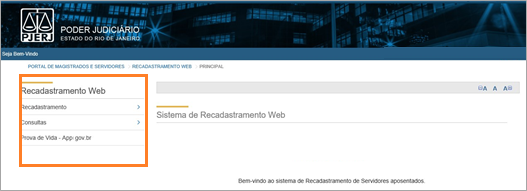 PJERJ
PODER JUDICIÁRIO
ESTADO DO RIO DE JANEIRO
Seja Bem-Vindo
PORTAL DE MAGISTRADOS E SERVIDORES RECADASTRAMENTO WEB PRINCIPAL
Recadastramento Web
Recadastramento
Consultas
Prova de Vida - App: gov.br
A A A
Sistema de Recadastramento Web
Bem-vindo ao sistema de Recadastramento de Servidores aposentados.